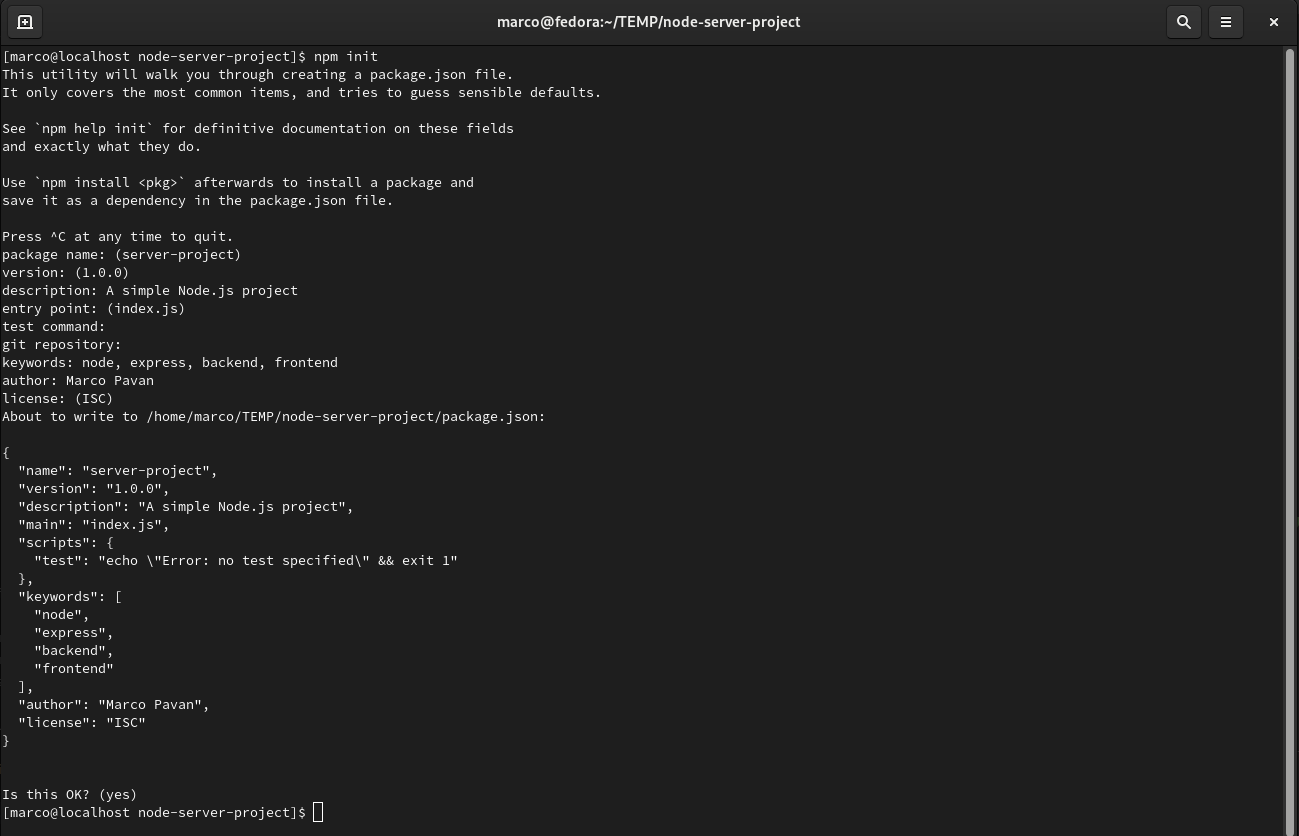 marco@fedora:~/TEMP/node-server-project
[marco@localhost node-server-project]$ npm init
This utility will walk you through creating a package.json file.
It only covers the most common items, and tries to guess sensible defaults.

See `npm help init` for definitive documentation on these fields
and exactly what they do.

Use `npm install <pkg>` afterwards to install a package and
save it as a dependency in the package.json file.

Press ^C at any time to quit.
package name: (server-project)
version: (1.0.0)
description: A simple Node.js project
entry point: (index.js)
test command:
git repository:
keywords: node, express, backend, frontend
author: Marco Pavan
license: (ISC)
About to write to /home/marco/TEMP/node-server-project/package.json:

{
  "name": "server-project",
  "version": "1.0.0",
  "description": "A simple Node.js project",
  "main": "index.js",
  "scripts": {
    "test": "echo \"Error: no test specified\" && exit 1"
  },
  "keywords": [
    "node",
    "express",
    "backend",
    "frontend"
  ],
  "author": "Marco Pavan",
  "license": "ISC"
}


Is this OK? (yes)
[marco@localhost node-server-project]$